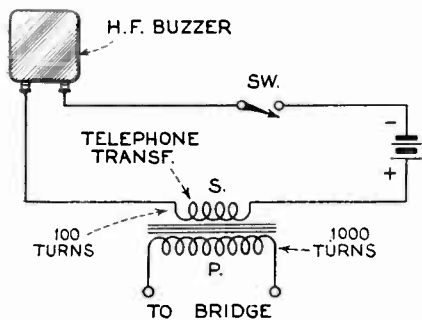 H.F. BUZZER
SW.
-
+
TELEPHONE
TRANSF.
S.
100
TURNS
1000
TURNS
P.
TO BRIDGE